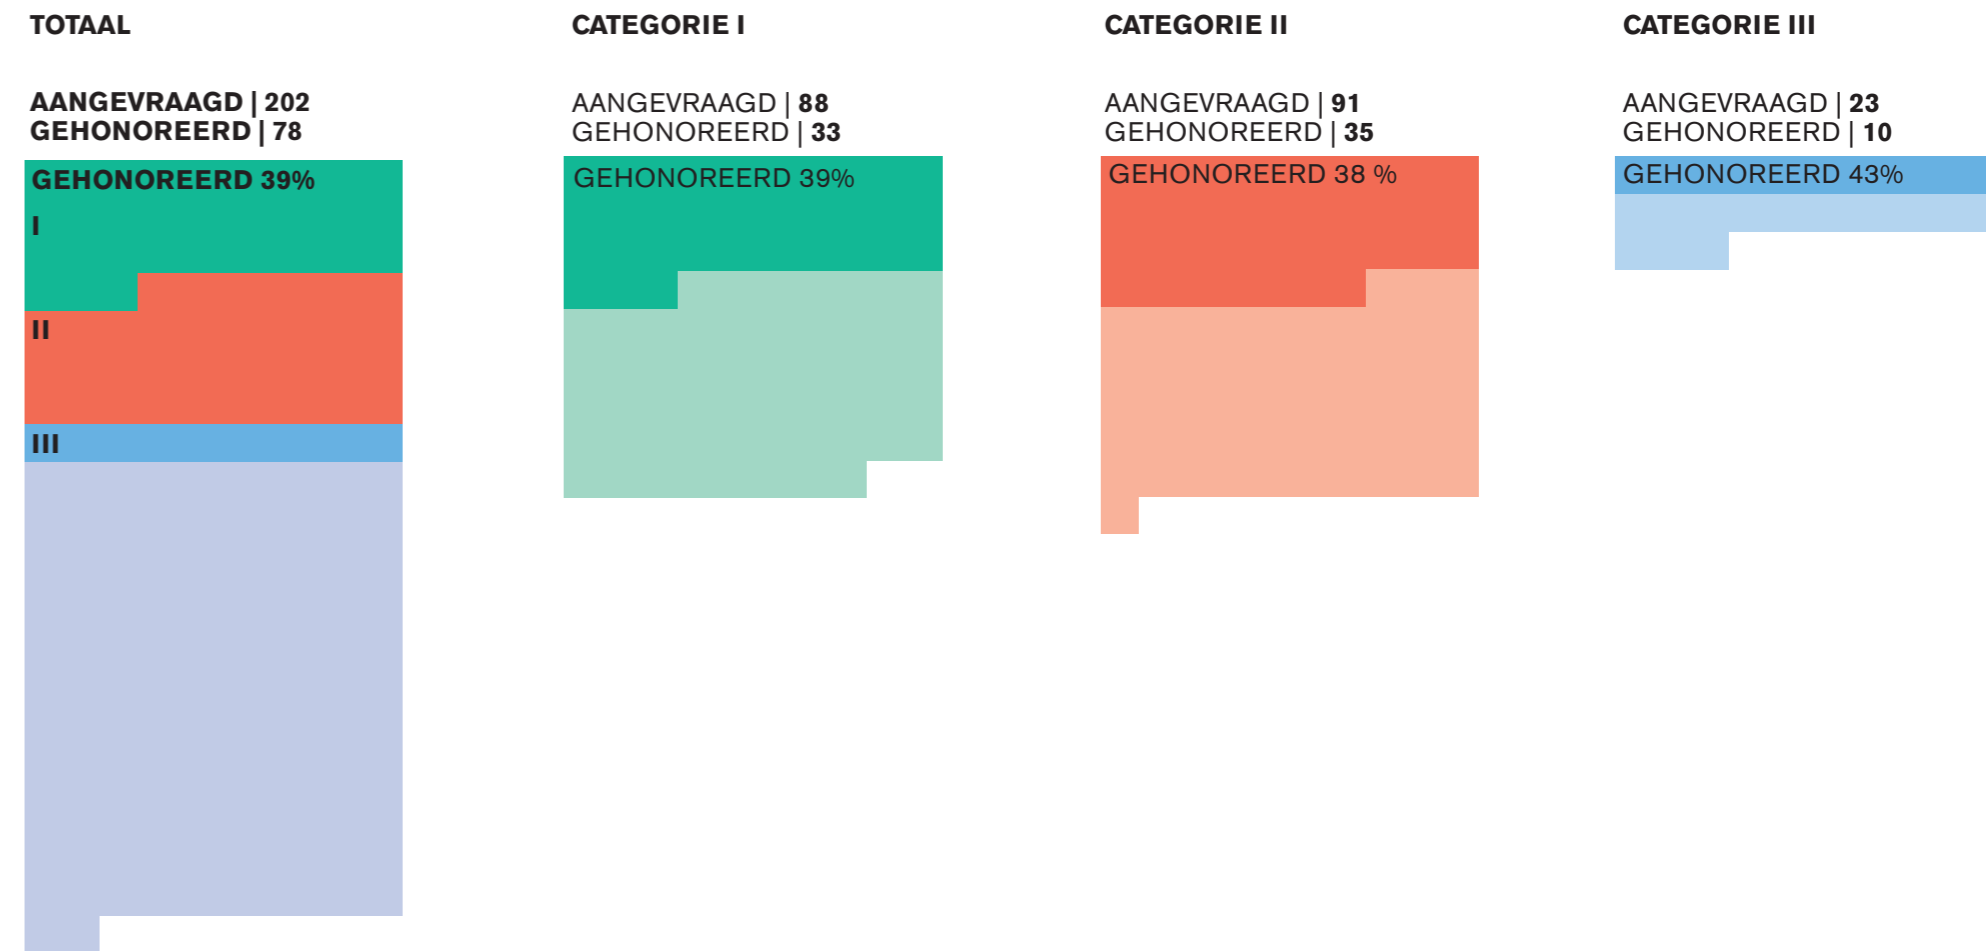 TOTAAL
AANGEVRAAGD | 202
GEHONOREERD | 78
GEHONOREERD 39%
I
II
III
CATEGORIE I
AANGEVRAAGD | 88
GEHONOREERD | 33
GEHONOREERD 39%
CATEGORIE II
AANGEVRAAGD | 91
GEHONOREERD | 35
GEHONOREERD 38 %
CATEGORIE III
AANGEVRAAGD | 23
GEHONOREERD | 10
GEHONOREERD 43%